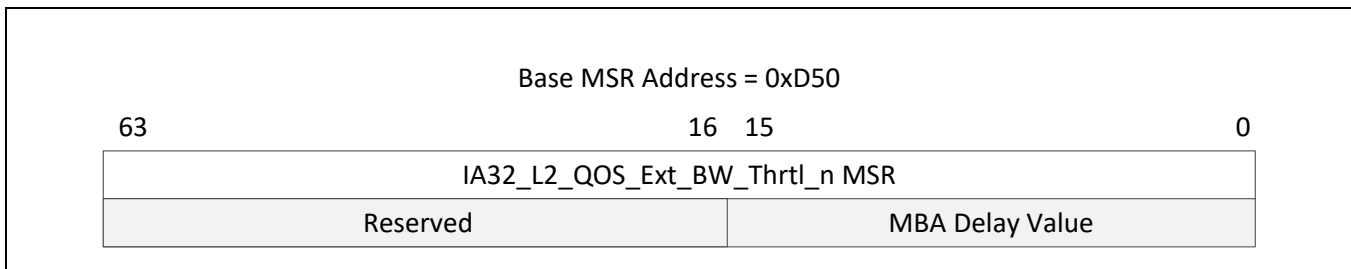 Base MSR Address = 0xD50
63 16 15 0
IA32_L2_QOS_Ext_BW_Thrtl_n MSR
Reserved MBA Delay Value